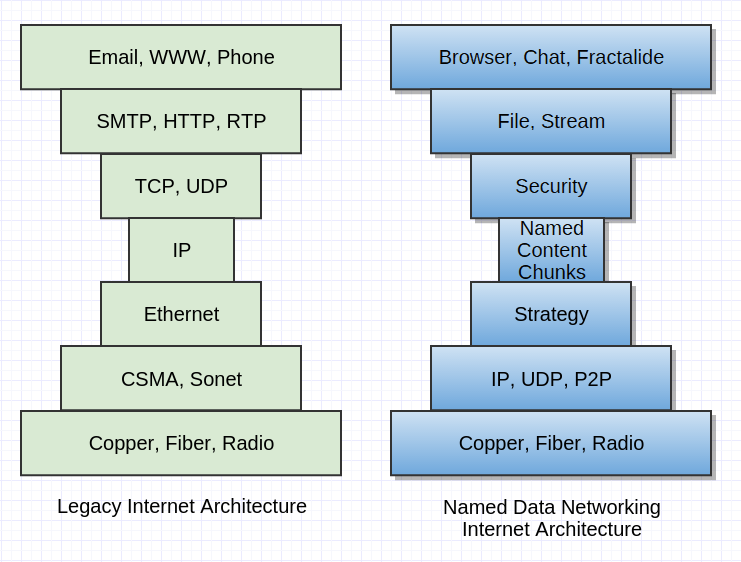 Email, WWW, Phone
SMTP, HTTP, RTP
TCP, UDP
IP
Ethernet
CSMA, Sonet
Copper, Fiber, Radio
Legacy Internet Architecture
Browser, Chat, Fractalide
File, Stream
Security
Named
Content
Chunks
Strategy
IP, UDP, P2P
Copper, Fiber, Radio
Named Data Networking
Internet Architecture